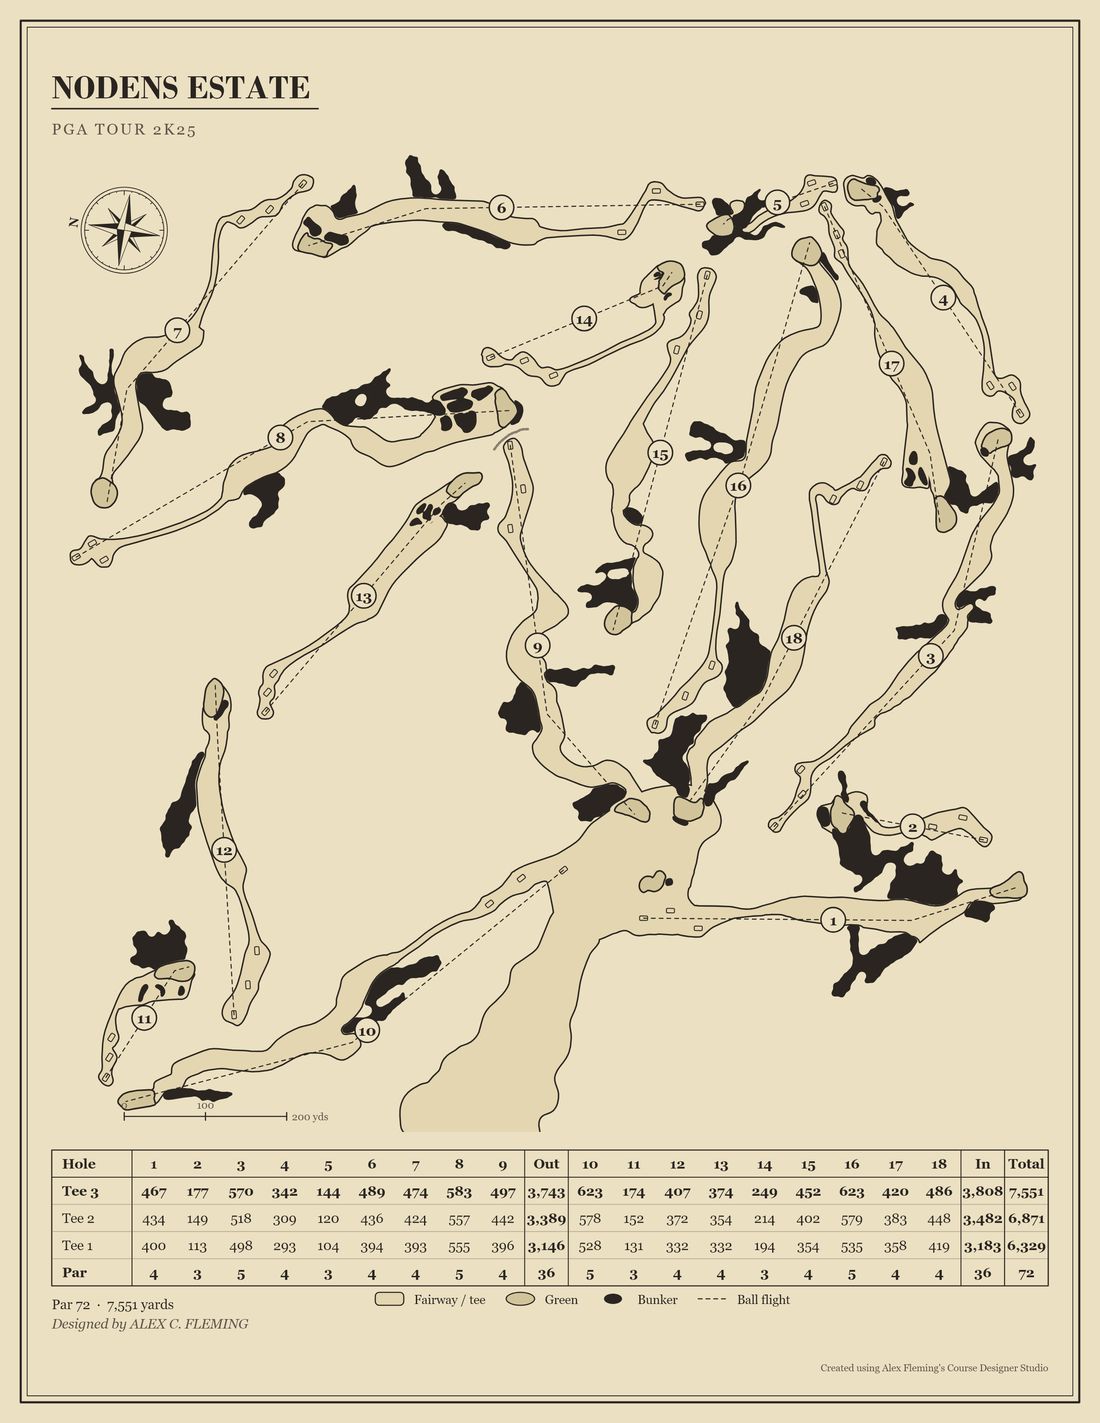 NODENS ESTATE
PGA TOUR 2K25
N
6
5
4
7
14
17
8
15
16
13
9
18
3
2
12
1
11
10
0 100 200 yds
Hole 1 2 3 4 5 6 7 8 9 Out 10 11 12 13 14 15 16 17 18 In Total
Tee 3 467 177 570 342 144 489 474 583 497 3,743 623 174 407 374 249 452 623 420 486 3,808 7,551
Tee 2 434 149 518 309 120 436 424 557 442 3,389 578 152 372 354 214 402 579 383 448 3,482 6,871
Tee 1 400 113 498 293 104 394 393 555 396 3,146 528 131 332 332 194 354 535 358 419 3,183 6,329
Par 4 3 5 4 3 4 4 5 4 36 5 3 4 4 3 4 5 4 4 36 72
Fairway / tee Green Bunker Ball flight
Par 72 · 7,551 yards
Designed by ALEX C. FLEMING
Created using Alex Fleming's Course Designer Studio